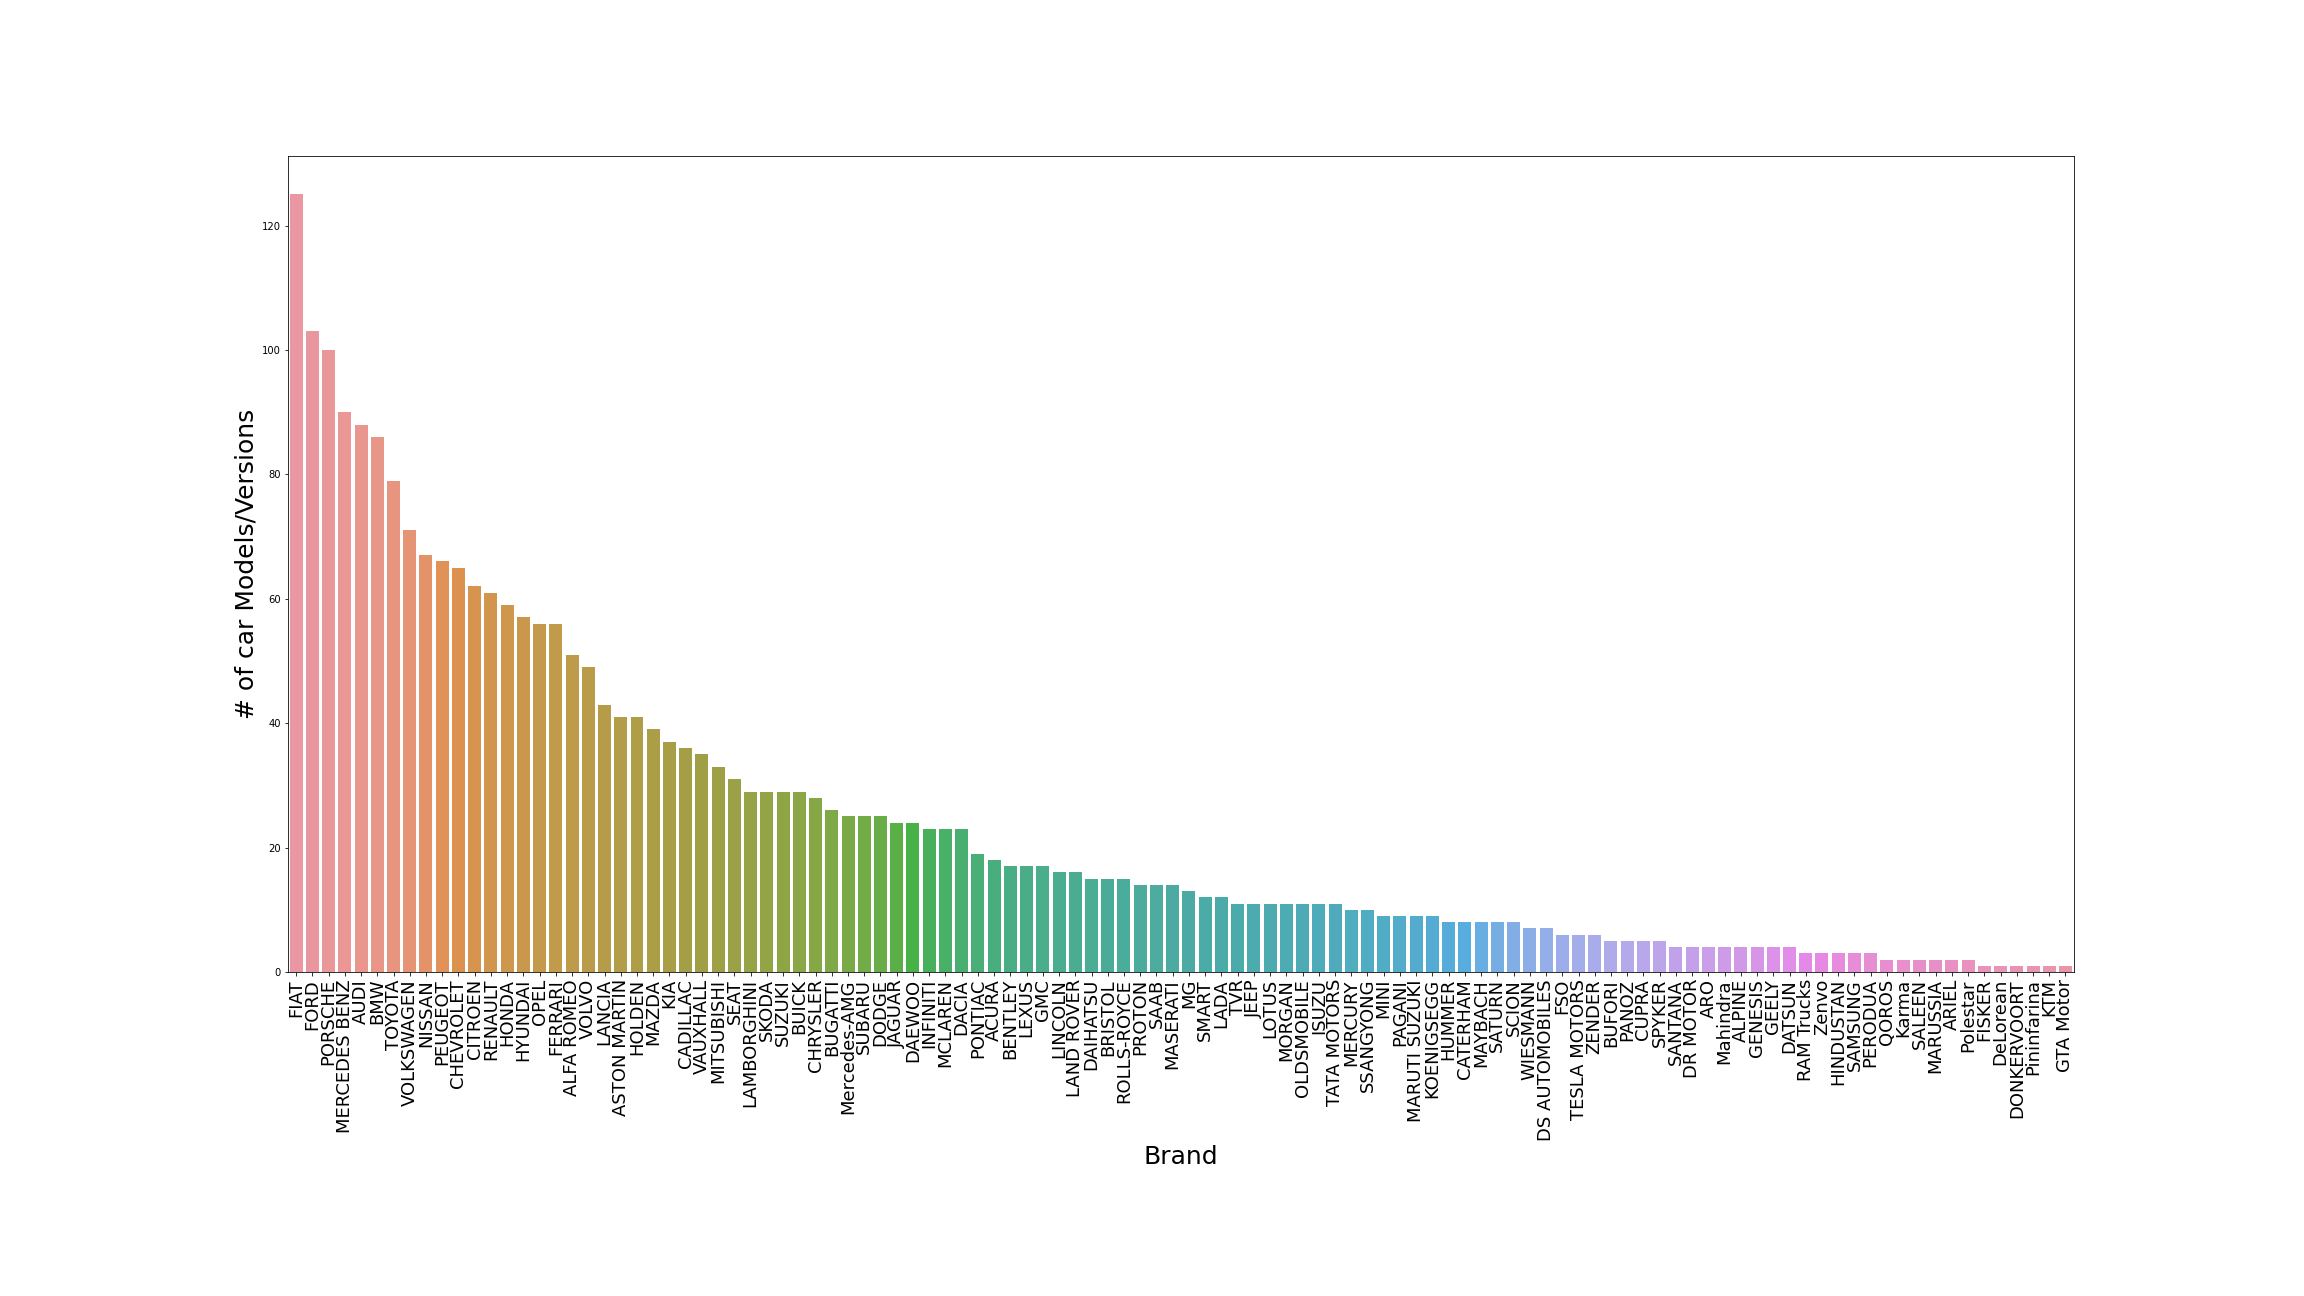 # of car Models/Versions
120
100
80
60
40
20
0
FIAT
FORD
PORSCHE
MERCEDES BENZ
AUDI
BMW
TOYOTA
VOLKSWAGEN
NISSAN
PEUGEOT
CHEVROLET
CITROEN
RENAULT
HONDA
HYUNDAI
OPEL
FERRARI
ALFA ROMEO
VOLVO
LANCIA
ASTON MARTIN
HOLDEN
MAZDA
KIA
CADILLAC
VAUXHALL
MITSUBISHI
SEAT
LAMBORGHINI
SKODA
SUZUKI
BUICK
CHRYSLER
BUGATTI
Mercedes-AMG
SUBARU
DODGE
JAGUAR
DAEWOO
INFINITI
MCLAREN
DACIA
PONTIAC
ACURA
BENTLEY
LEXUS
GMC
LINCOLN
LAND ROVER
DAIHATSU
BRISTOL
ROLLS-ROYCE
PROTON
SAAB
MASERATI
MG
SMART
LADA
TVR
JEEP
LOTUS
MORGAN
OLDSMOBILE
ISUZU
TATA MOTORS
MERCURY
SSANGYONG
MINI
PAGANI
MARUTI SUZUKI
KOENIGSEGG
HUMMER
CATERHAM
MAYBACH
SATURN
SCION
WIESMANN
DS AUTOMOBILES
FSO
TESLA MOTORS
ZENDER
BUFORI
PANOZ
CUPRA
SPYKER
SANTANA
DR MOTOR
ARO
Mahindra
ALPINE
GENESIS
GEELY
DATSUN
RAM Trucks
Zenvo
HINDUSTAN
SAMSUNG
PERODUA
QOROS
Karma
SALEEN
MARUSSIA
ARIEL
Polestar
FISKER
DeLorean
DONKERVOORT
Pininfarina
KTM
GTA Motor
Brand